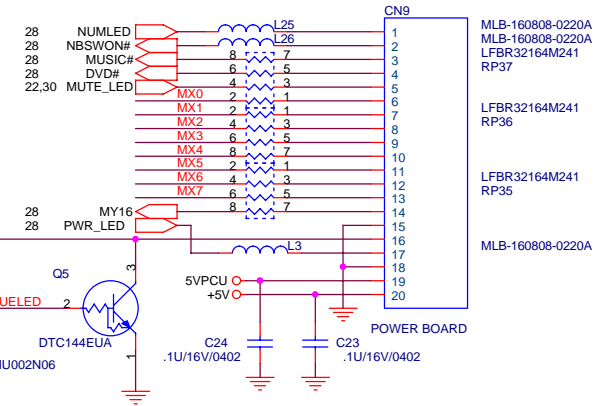 CN9
28 NUMLED L25 1 MLB-160808-0220A
28 NBSWON# L26 2 MLB-160808-0220A
28 MUSIC# 8 7 3 LFBR32164M241
28 DVD# 6 5 4 RP37
22,30 MUTE_LED 4 3 5
MX0 2 1 6
MX1 2 1 7 LFBR32164M241
MX2 4 3 8 RP36
MX3 6 5 9
MX4 8 7 10
MX5 2 1 11
MX6 4 3 12 LFBR32164M241
MX7 6 5 13 RP35
28 MY16 8 7 14
28 PWR_LED 15
16
L3 17 MLB-160808-0220A
18
5VPCU 19
+5V 20
POWER BOARD
Q5
3
UELED 2
DTC144EUA
1
MU002N06
C24
.1U/16V/0402
C23
.1U/16V/0402